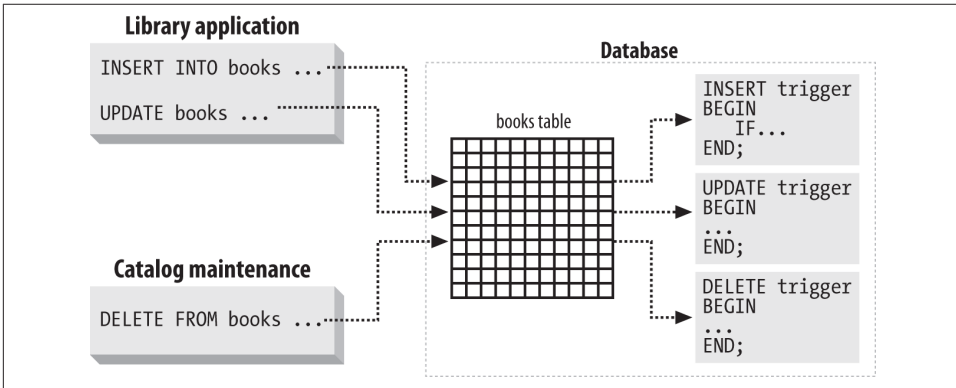 Library application
INSERT INTO books ...
UPDATE books ...
Catalog maintenance
DELETE FROM books ...
Database
books table
INSERT trigger
BEGIN
IF...
END;
UPDATE trigger
BEGIN
...
END;
DELETE trigger
BEGIN
...
END;